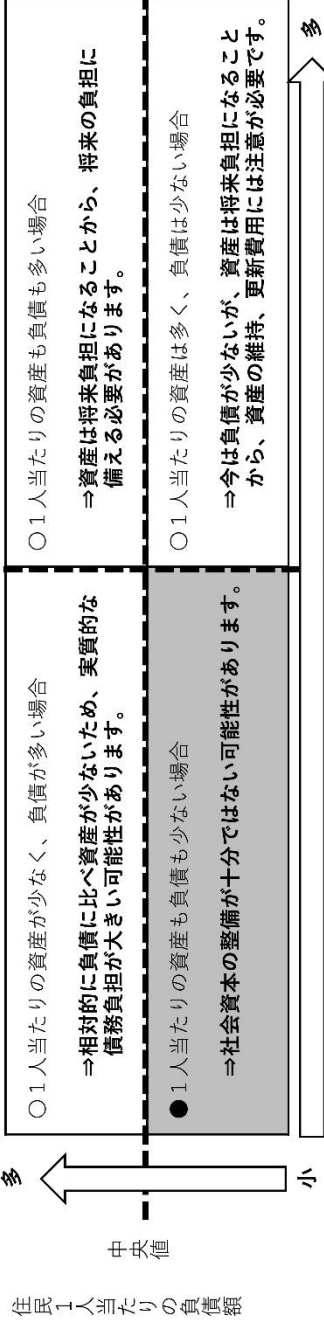 住民１人当たりの負債額
多
中央値
小
多
○１人当たりの資産が少なく、負債が多い場合
⇒相対的に負債に比べ資産が少ないため、実質的な
債務負担が大きい可能性があります。
○１人当たりの資産も負債も多い場合
⇒資産は将来負担になることから、将来の負担に
備える必要があります。
●１人当たりの資産も負債も少ない場合
⇒社会資本の整備が十分ではない可能性があります。
○１人当たりの資産は多く、負債は少ない場合
⇒今は負債が少ないが、資産は将来負担になること
から、資産の維持、更新費用には注意が必要です。